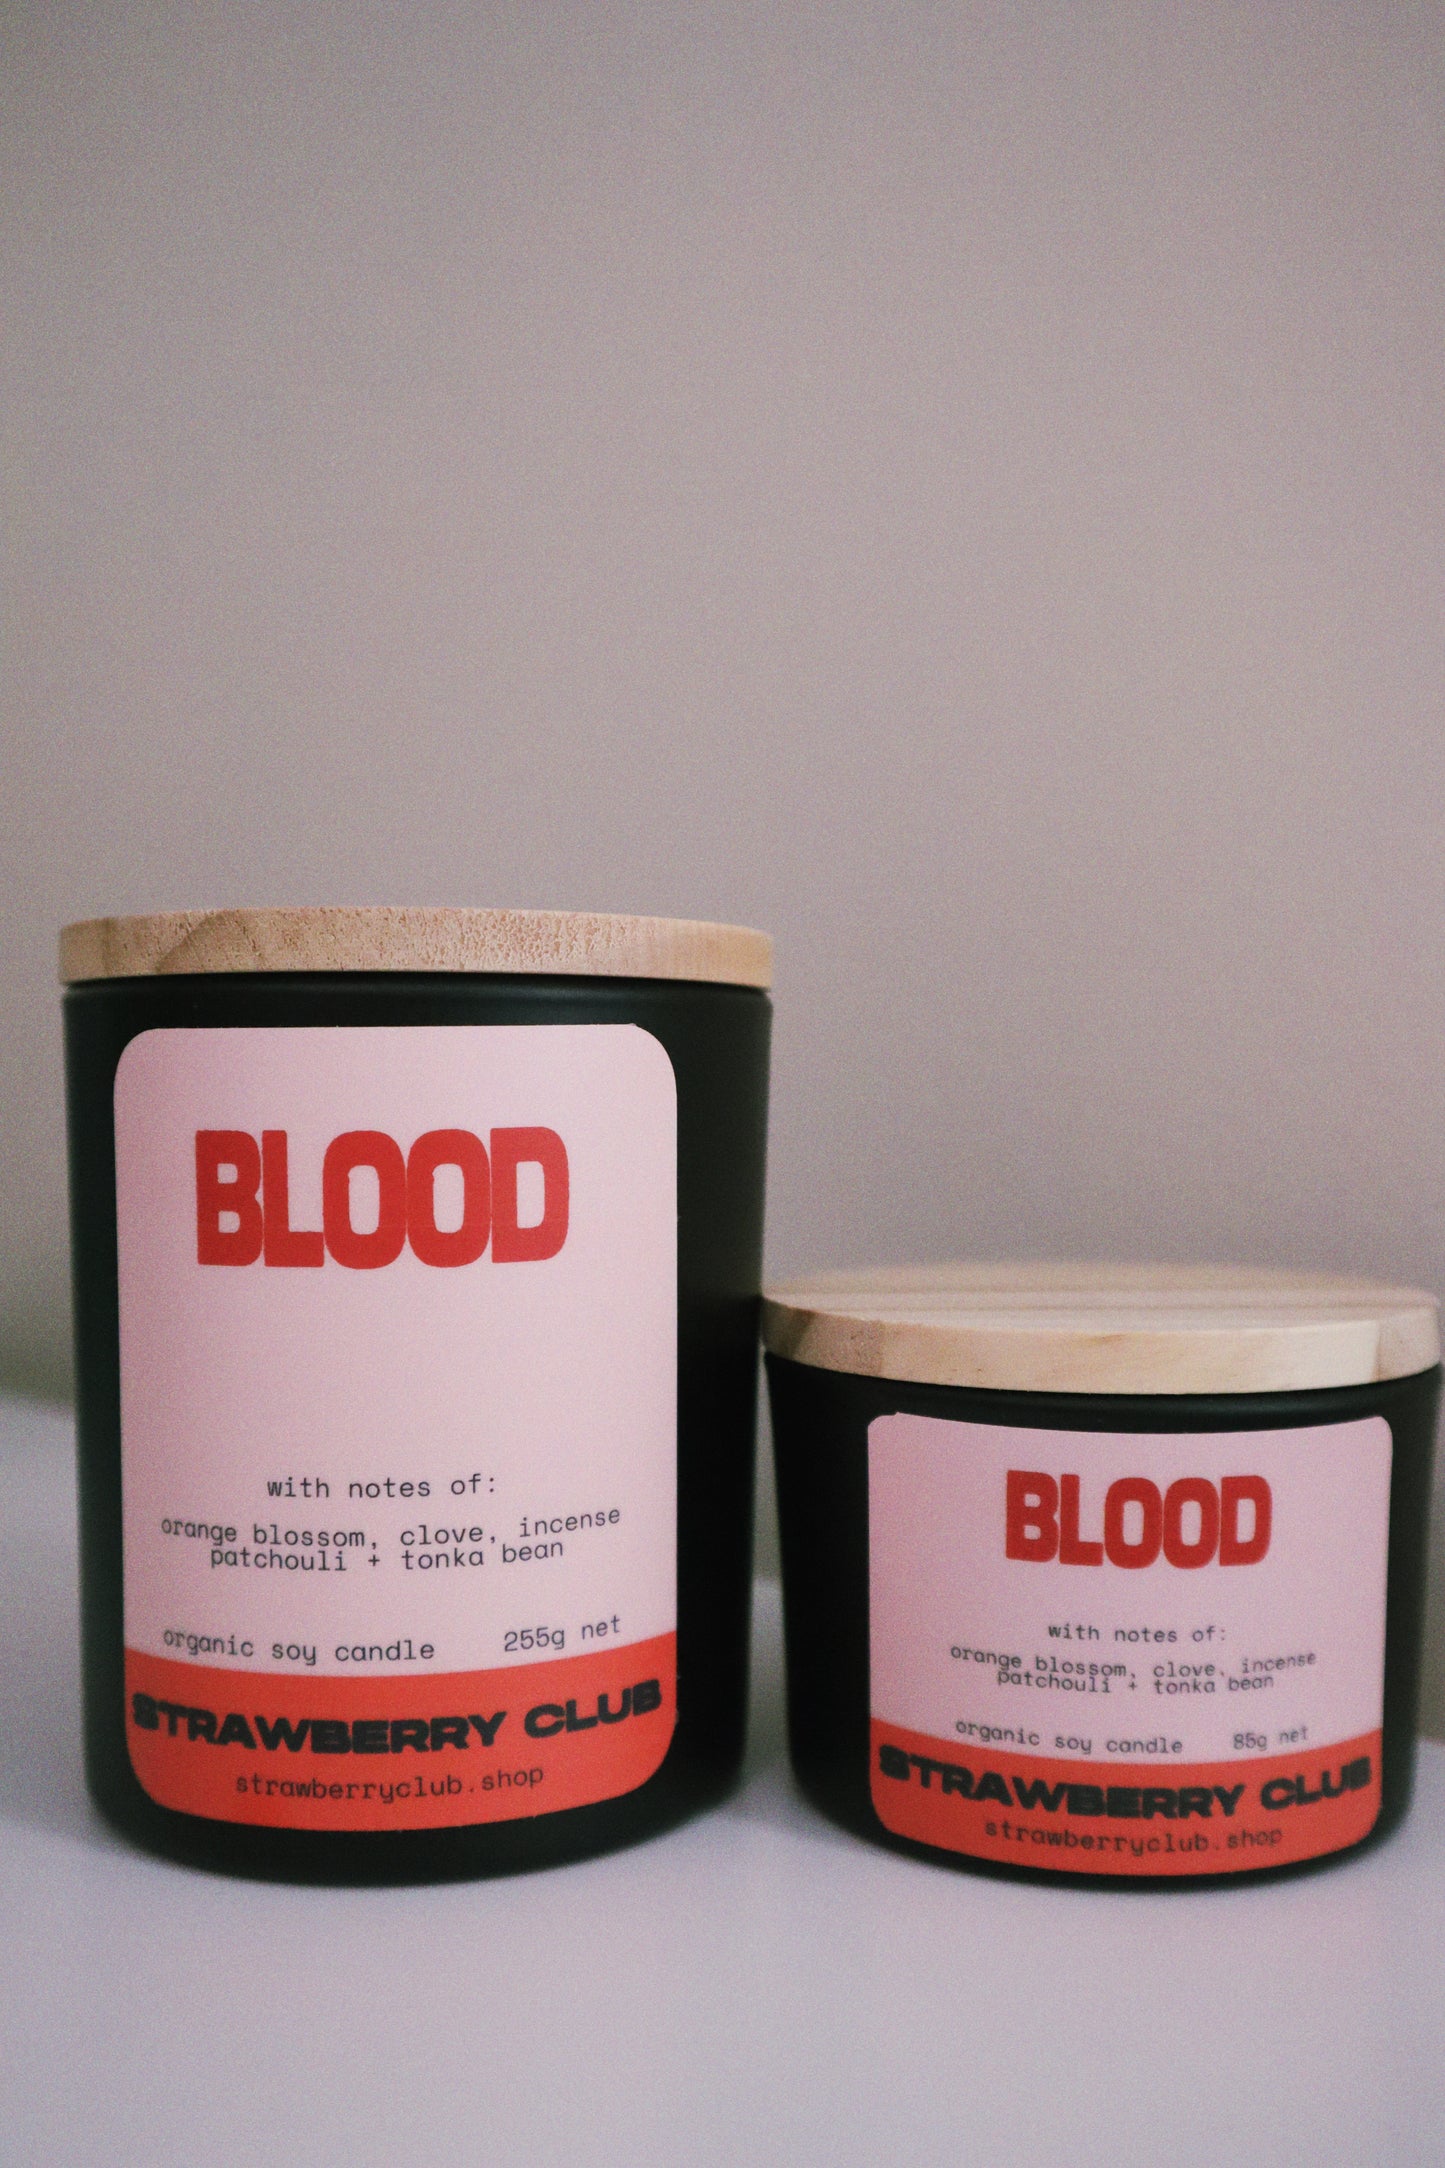 BLOOD
with notes of:
orange blossom, clove, incense
patchouli + tonka bean
organic soy candle 255g net
STRAWBERRY CLUB
strawberryclub.shop
BLOOD
with notes of:
orange blossom, clove, incense
patchouli + tonka bean
organic soy candle 85g net
STRAWBERRY CLUB
strawberryclub.shop